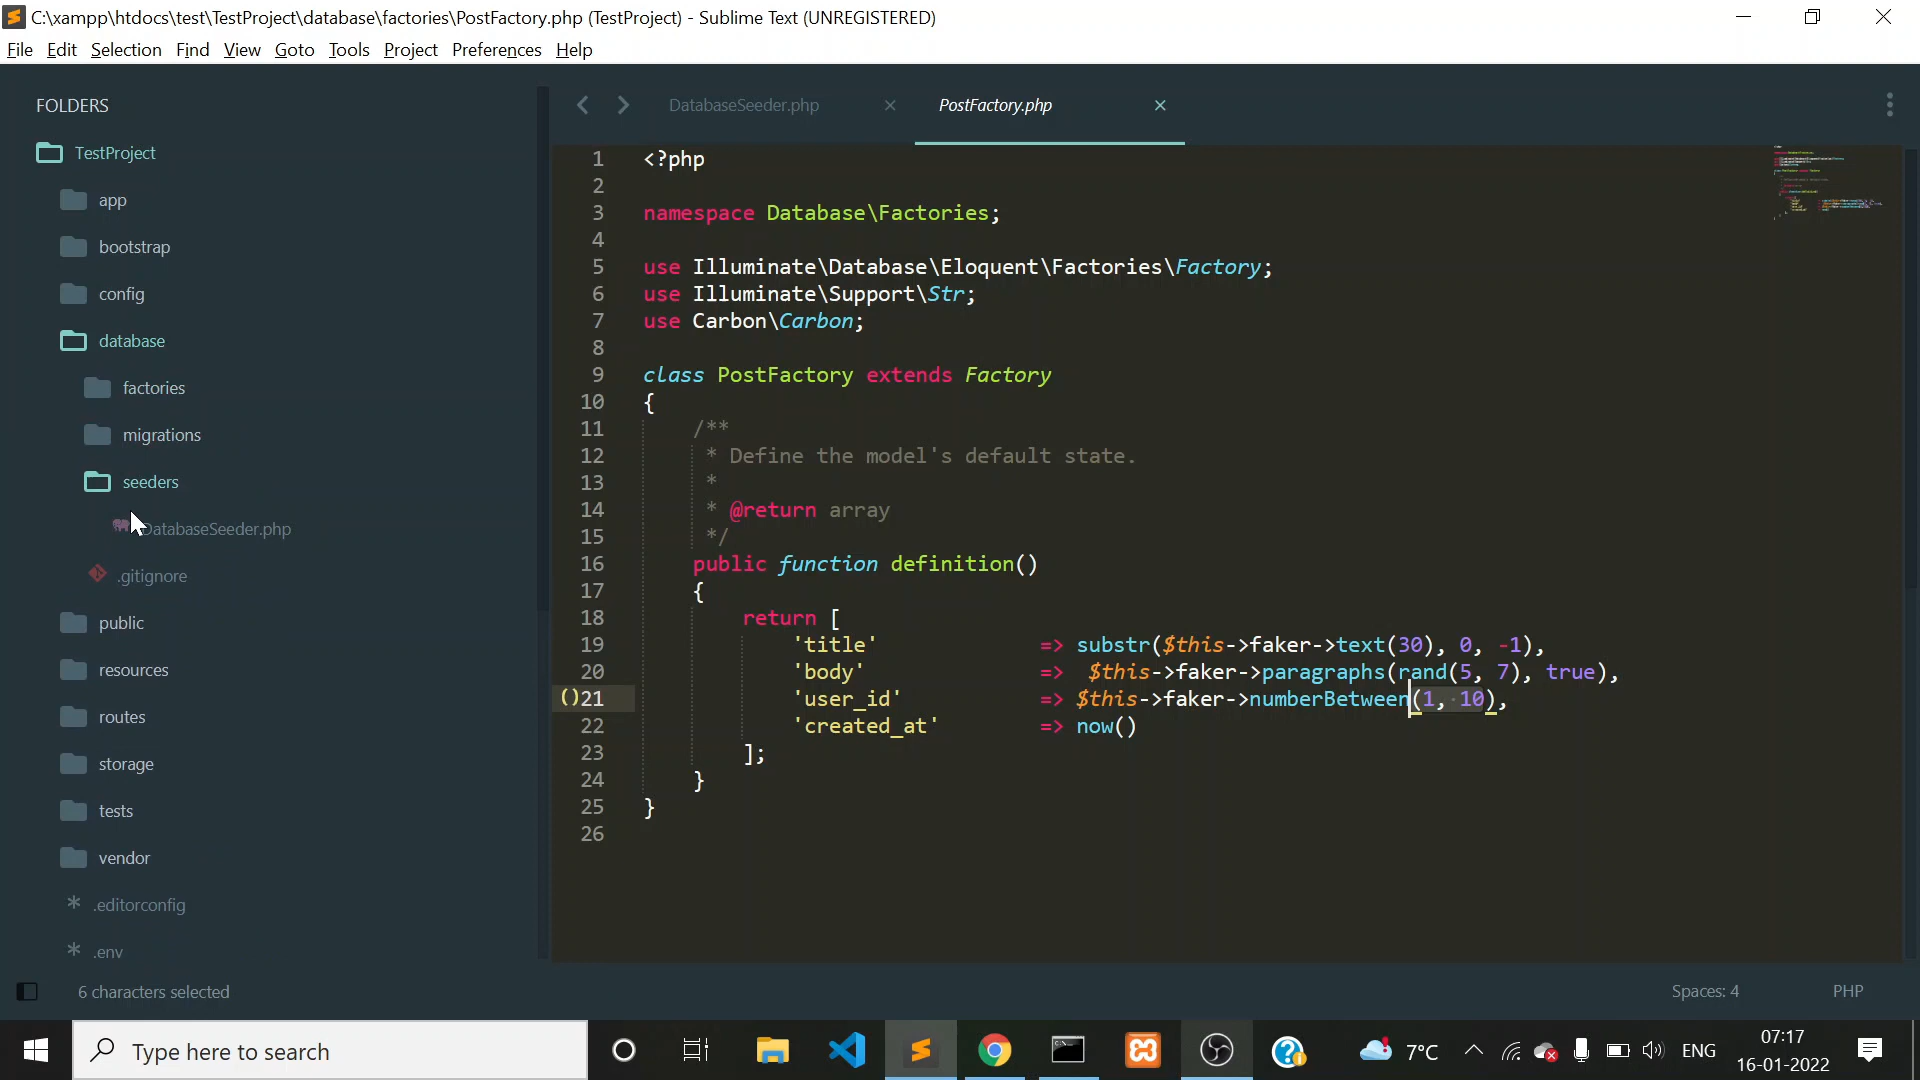 C:\xampp\htdocs\test\TestProject\database\factories\PostFactory.php (TestProject) - Sublime Text (UNREGISTERED)
File Edit Selection Find View Goto Tools Project Preferences Help
FOLDERS
TestProject
app
bootstrap
config
database
factories
migrations
seeders
DatabaseSeeder.php
.gitignore
public
resources
routes
storage
tests
vendor
* .editorconfig
* .env
DatabaseSeeder.php
PostFactory.php
1 <?php
2
3 namespace Database\Factories;
4
5 use Illuminate\Database\Eloquent\Factories\Factory;
6 use Illuminate\Support\Str;
7 use Carbon\Carbon;
8
9 class PostFactory extends Factory
10 {
11 /**
12 * Define the model's default state.
13 *
14 * @return array
15 */
16 public function definition()
17 {
18 return [
19 'title' => substr($this->faker->text(30), 0, -1),
20 'body' => $this->faker->paragraphs(rand(5, 7), true),
()21 'user_id' => $this->faker->numberBetween(1, 10),
22 'created_at' => now()
23 ];
24 }
25 }
26
6 characters selected
Spaces: 4
PHP
Type here to search
7°C
ENG
07:17
16-01-2022